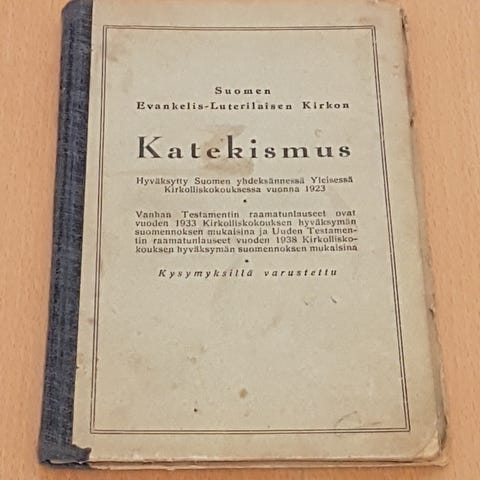 Suomen
Evankelis-Luterilaisen Kirkon
Katekismus
Hyväksytty Suomen yhdeksännessä Yleisessä
Kirkolliskokouksessa vuonna 1923
Vanhan Testamentin raamatunlauseet ovat
vuoden 1933 Kirkolliskokouksen hyväksymän
suomennoksen mukaisina ja Uuden Testamen-
tin raamatunlauseet vuoden 1938 Kirkollisko-
kouksen hyväksymän suomennoksen mukaisina
Kysymyksillä varustettu